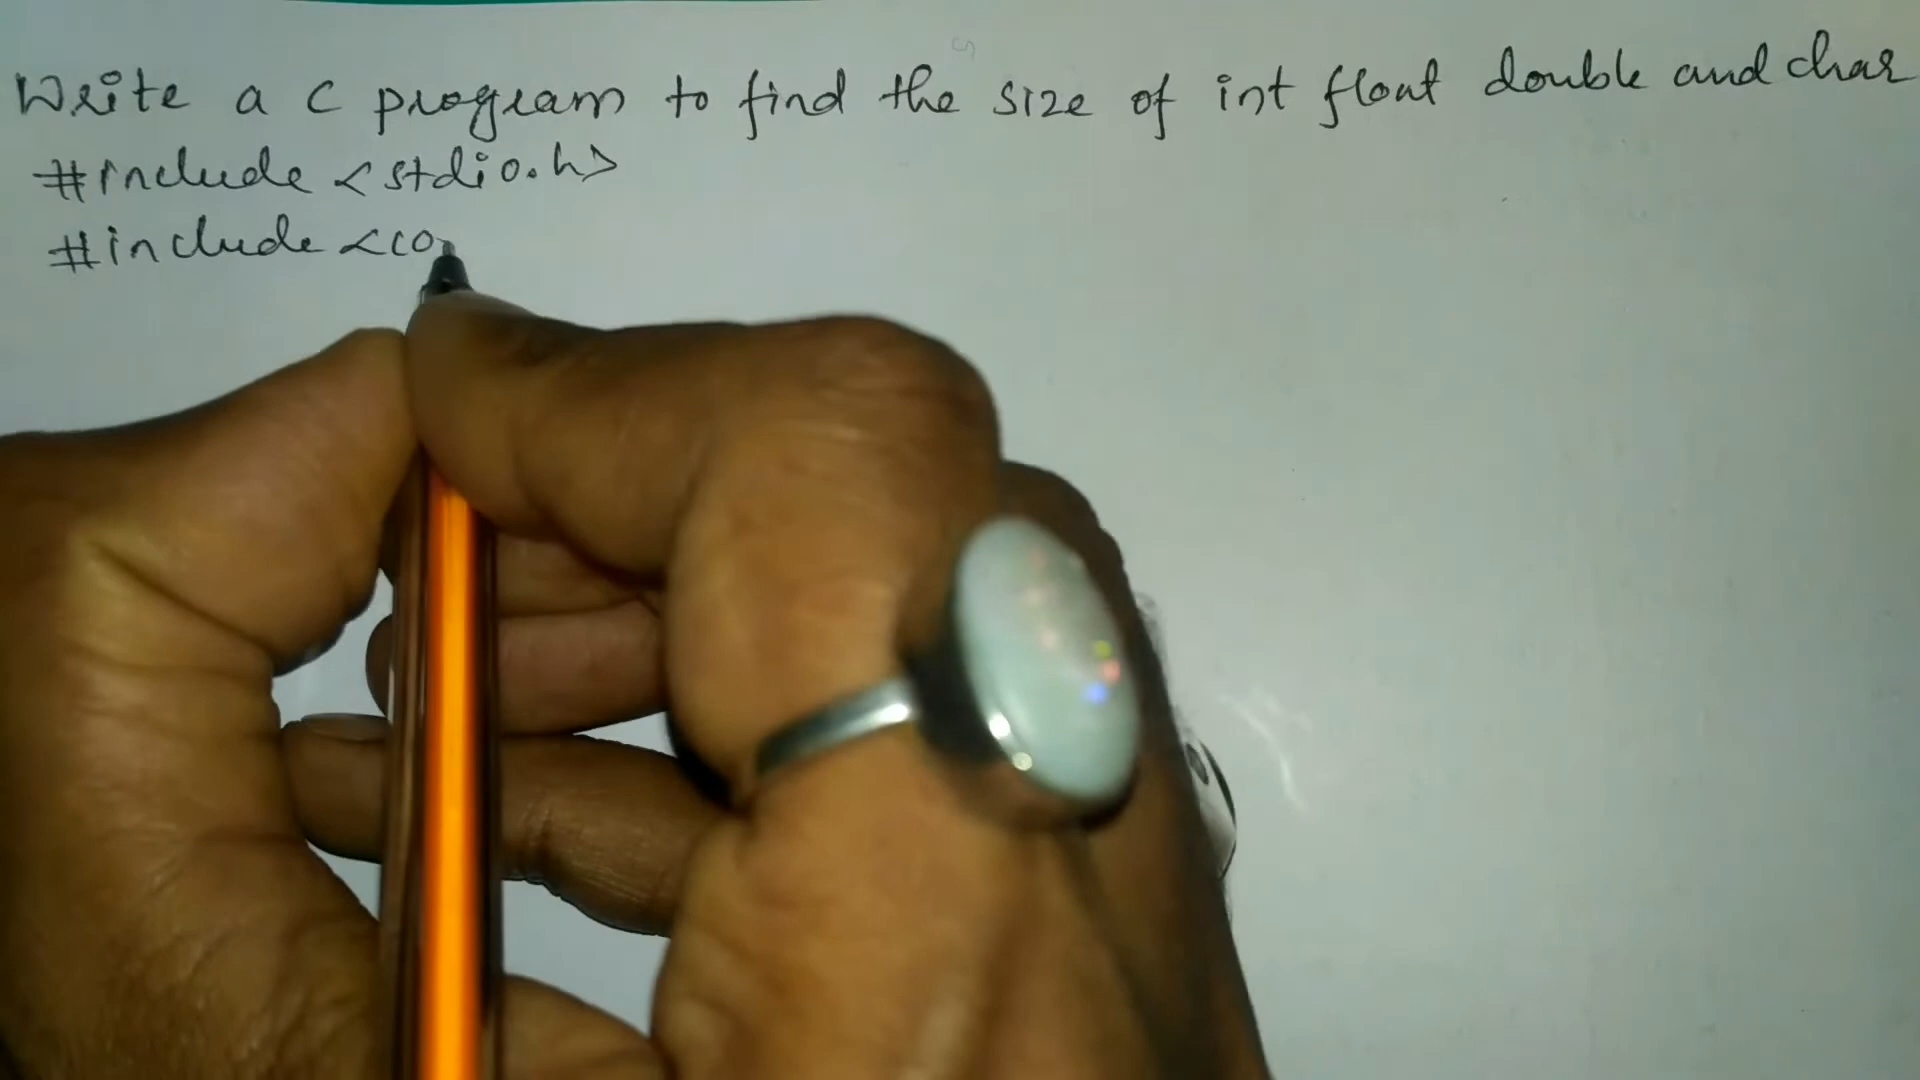 Write a C program to find the size of int float double and char
#include <stdio.h>
#include <co